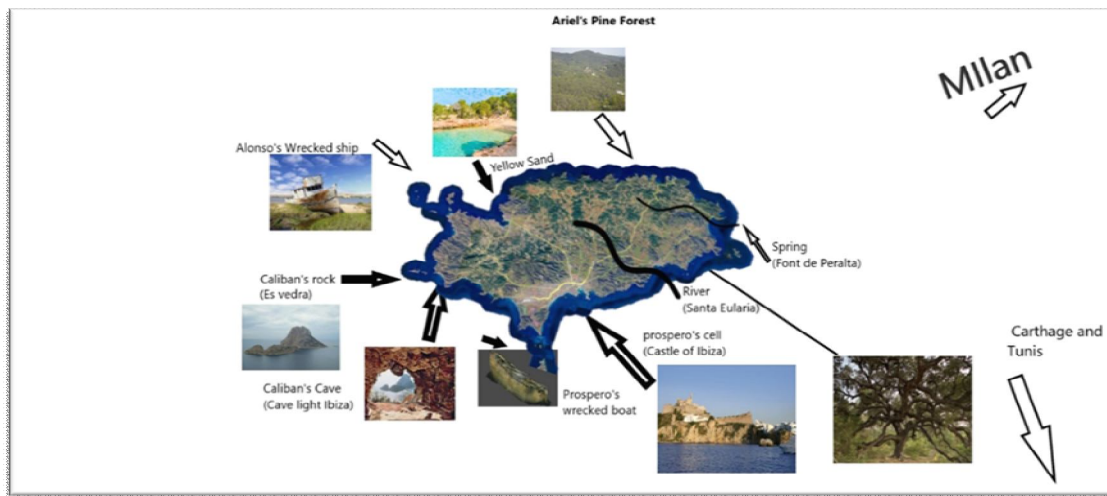 Ariel's Pine Forest
MIlan
Alonso's Wrecked ship
Yellow Sand
Spring
(Font de Peralta)
Caliban's rock
(Es vedra)
River
(Santa Eularia)
prospero's cell
(Castle of Ibiza)
Carthage and
Tunis
Caliban's Cave
(Cave light Ibiza)
Prospero's
wrecked boat